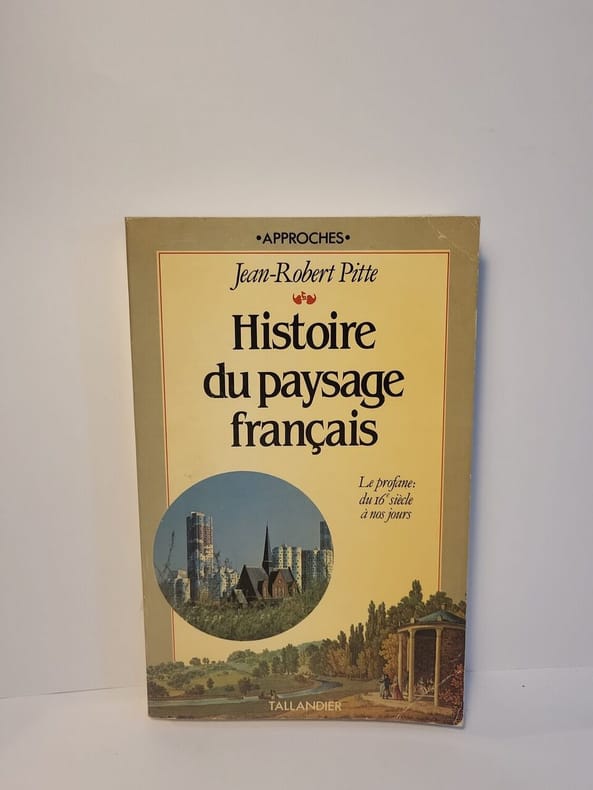 •APPROCHES•
Jean-Robert Pitte
Histoire
du paysage
français
Le profane:
du 16e siècle
à nos jours
TALLANDIER